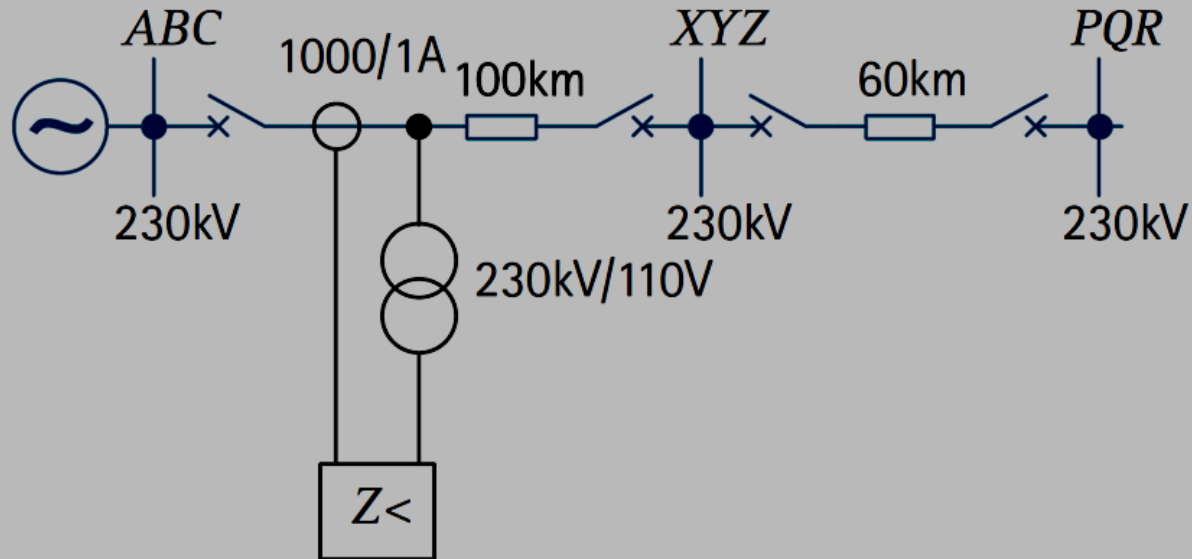 ABC
1000/1A
100km
XYZ
60km
PQR
230kV
230kV
230kV
230kV/110V
Z<